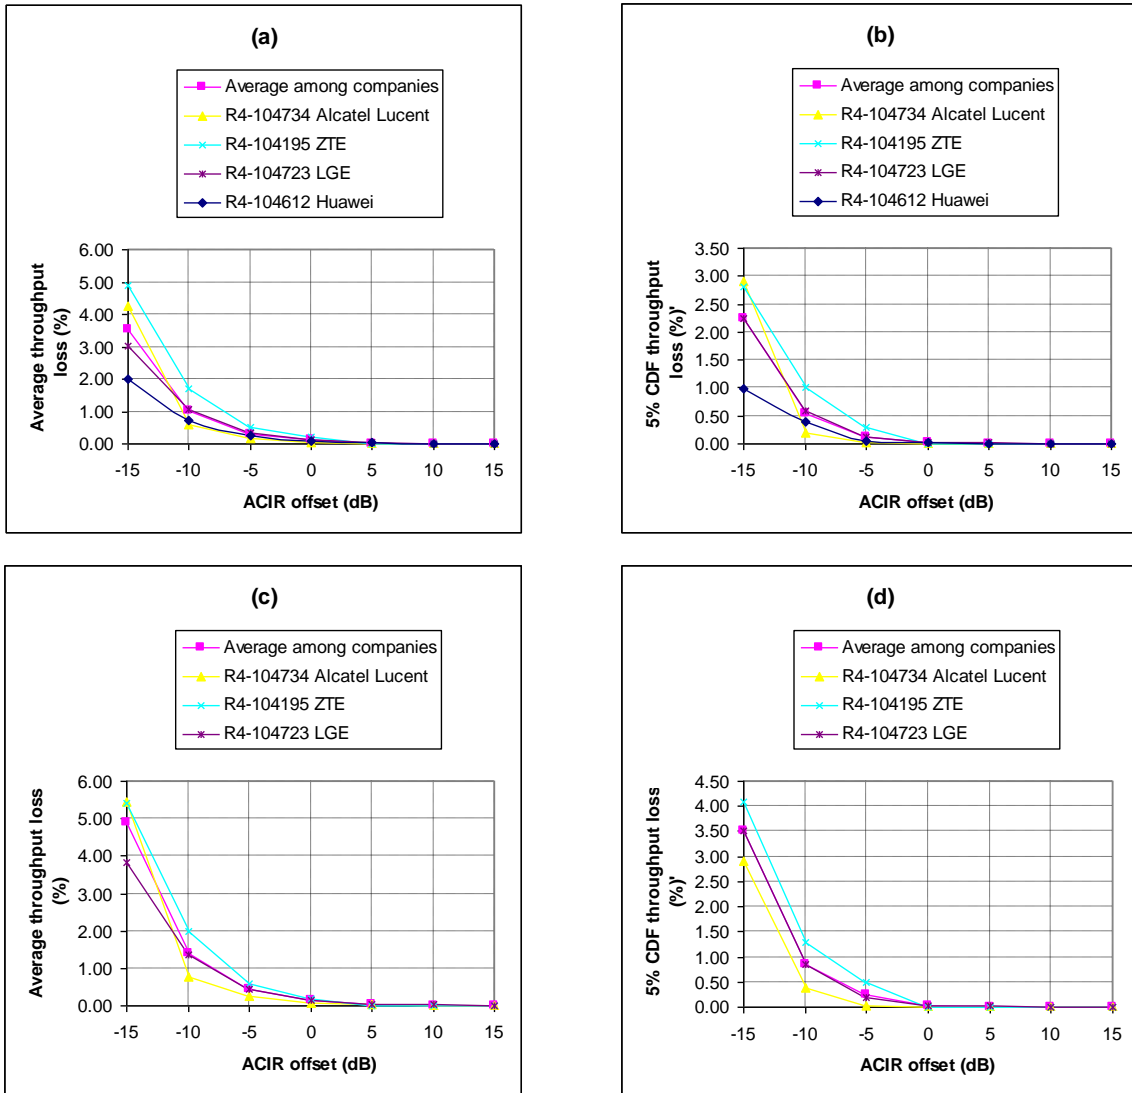 (a)
Average among companies
R4-104734 Alcatel Lucent
R4-104195 ZTE
R4-104723 LGE
R4-104612 Huawei
Average throughput
loss (%)
6.00
5.00
4.00
3.00
2.00
1.00
0.00
-15 -10 -5 0 5 10 15
ACIR offset (dB)
(b)
Average among companies
R4-104734 Alcatel Lucent
R4-104195 ZTE
R4-104723 LGE
R4-104612 Huawei
5% CDF throughput
loss (%)'
3.50
3.00
2.50
2.00
1.50
1.00
0.50
0.00
-15 -10 -5 0 5 10 15
ACIR offset (dB)
(c)
Average among companies
R4-104734 Alcatel Lucent
R4-104195 ZTE
R4-104723 LGE
Average throughput loss
(%)
6.00
5.00
4.00
3.00
2.00
1.00
0.00
-15 -10 -5 0 5 10 15
ACIR offset (dB)
(d)
Average among companies
R4-104734 Alcatel Lucent
R4-104195 ZTE
R4-104723 LGE
5% CDF throughput loss
(%)'
4.50
4.00
3.50
3.00
2.50
2.00
1.50
1.00
0.50
0.00
-15 -10 -5 0 5 10 15
ACIR offset (dB)